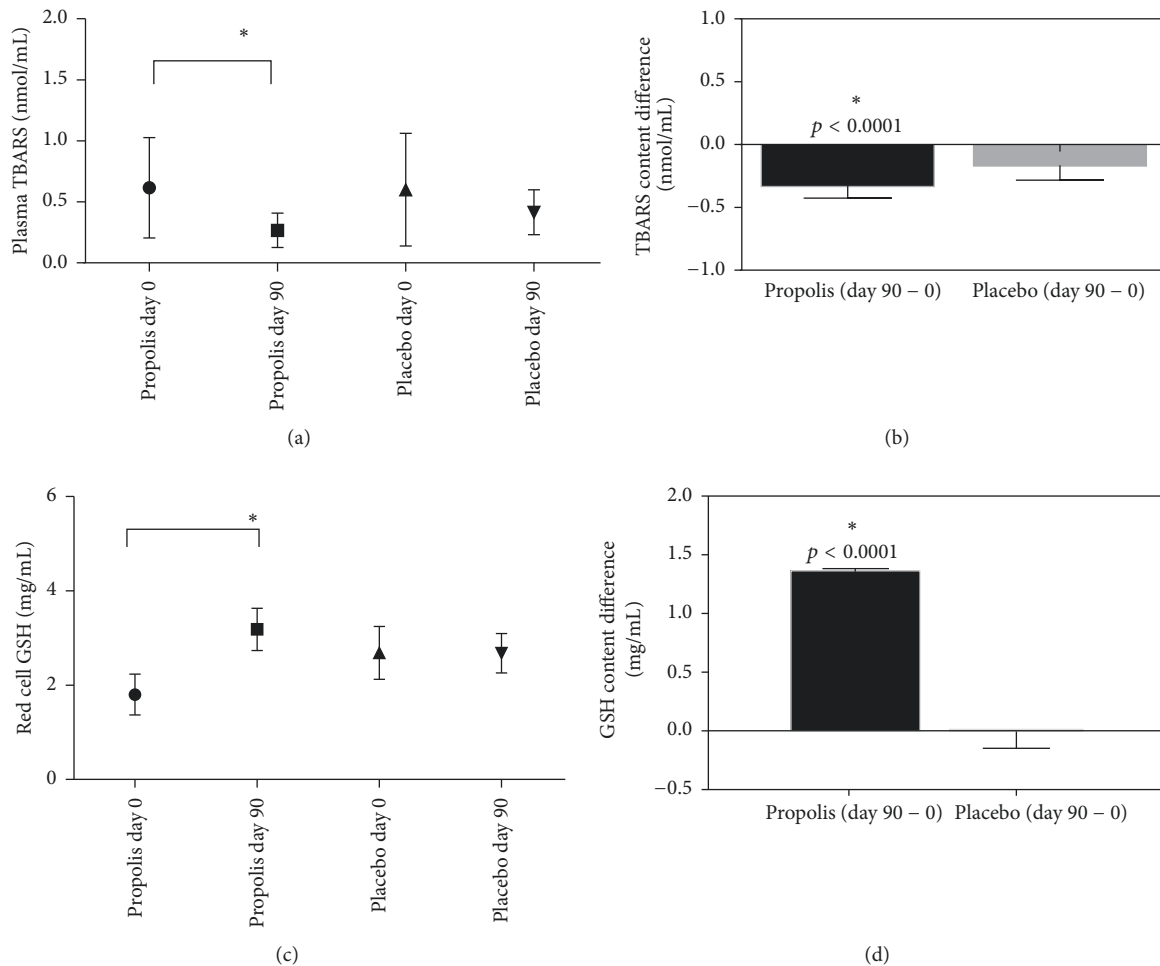 2.0
1.5
1.0
0.5
0.0
Plasma TBARS (nmol/mL)
*
Propolis day 0
Propolis day 90
Placebo day 0
Placebo day 90
(a)
1.0
0.5
0.0
−0.5
−1.0
TBARS content difference
(nmol/mL)
*
p < 0.0001
Propolis (day 90 − 0)
Placebo (day 90 − 0)
(b)
6
4
2
0
Red cell GSH (mg/mL)
*
Propolis day 0
Propolis day 90
Placebo day 0
Placebo day 90
(c)
2.0
1.5
1.0
0.5
0.0
−0.5
GSH content difference
(mg/mL)
*
p < 0.0001
Propolis (day 90 − 0)
Placebo (day 90 − 0)
(d)